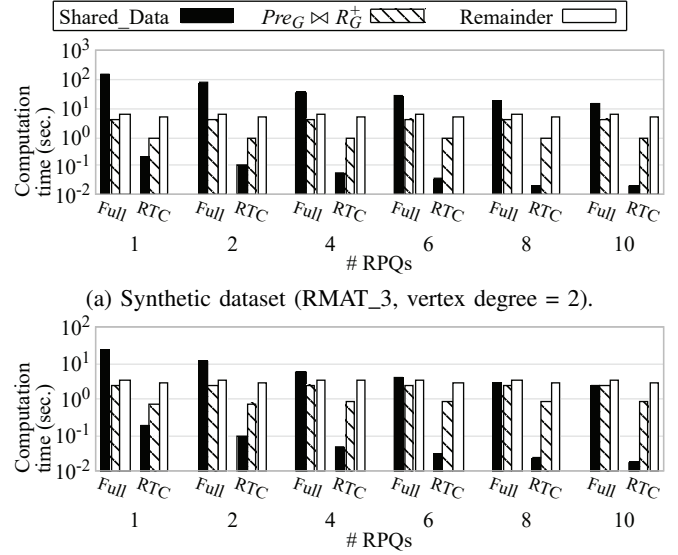 Shared_Data Pre_G ⋈ R_G^+ Remainder
Computation time (sec.)
10^3
10^2
10^1
10^0
10^-1
10^-2
Full RTC Full RTC Full RTC Full RTC Full RTC Full RTC
1 2 4 6 8 10
# RPQs
(a) Synthetic dataset (RMAT_3, vertex degree = 2).
Computation time (sec.)
10^2
10^1
10^0
10^-1
10^-2
Full RTC Full RTC Full RTC Full RTC Full RTC Full RTC
1 2 4 6 8 10
# RPQs